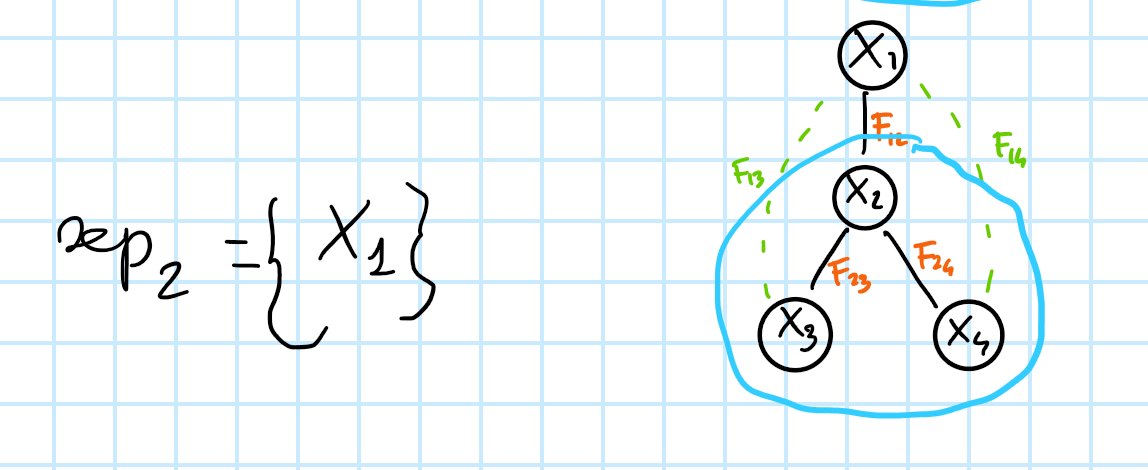 X₁
F₁₂
F₁₄
F₁₃
X₂
sep₂ = { X₁ }
F₂₃
F₂₄
X₃
X₄